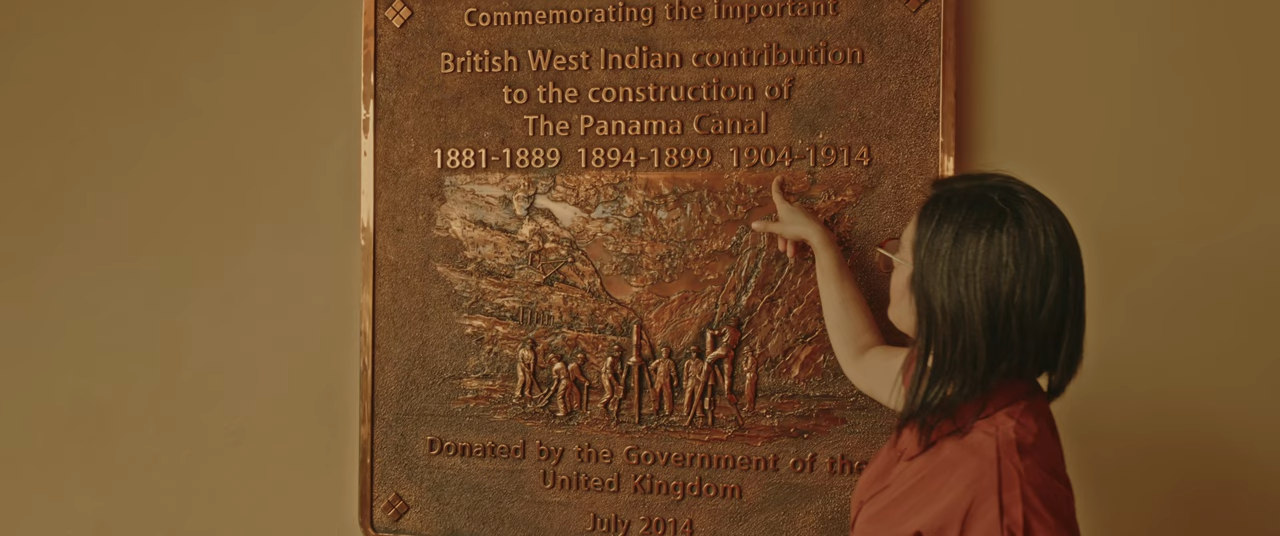 Commemorating the important
British West Indian contribution
to the construction of
The Panama Canal
1881-1889 1894-1899 1904-1914
Donated by the Government of the
United Kingdom
July 2014